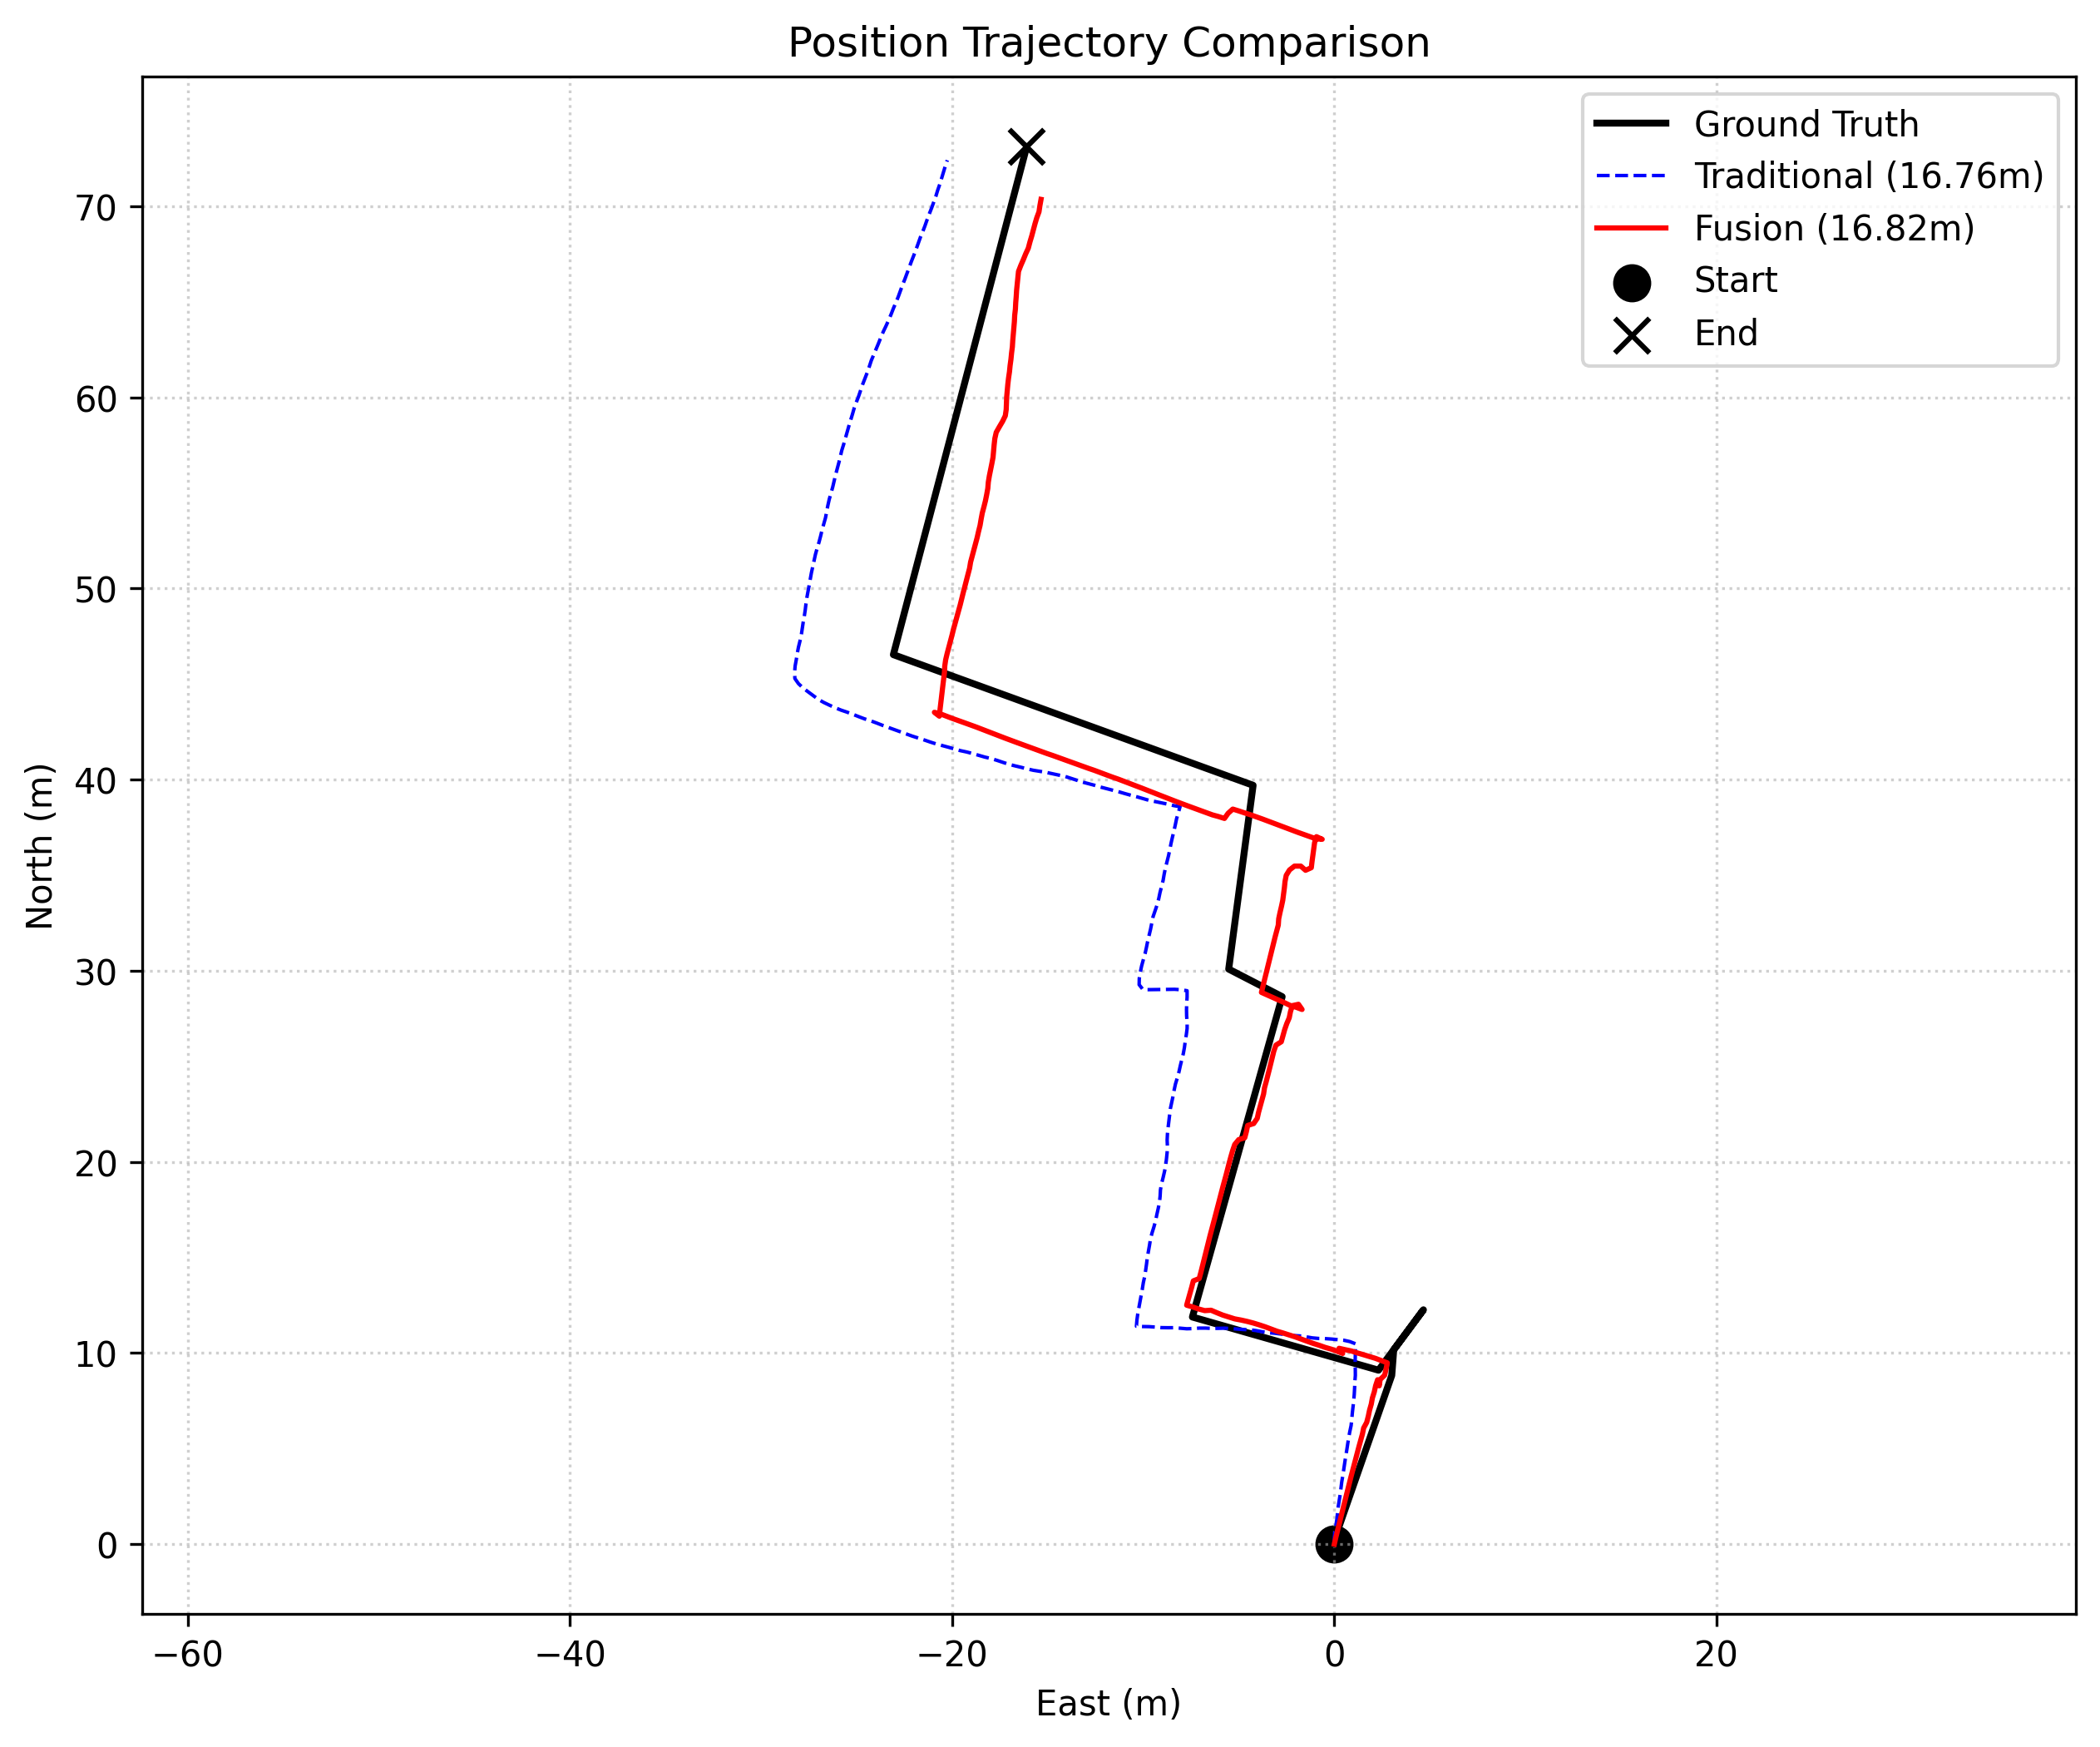 Position Trajectory Comparison
Ground Truth
Traditional (16.76m)
Fusion (16.82m)
Start
End
North (m)
70
60
50
40
30
20
10
0
−60
−40
−20
0
20
East (m)